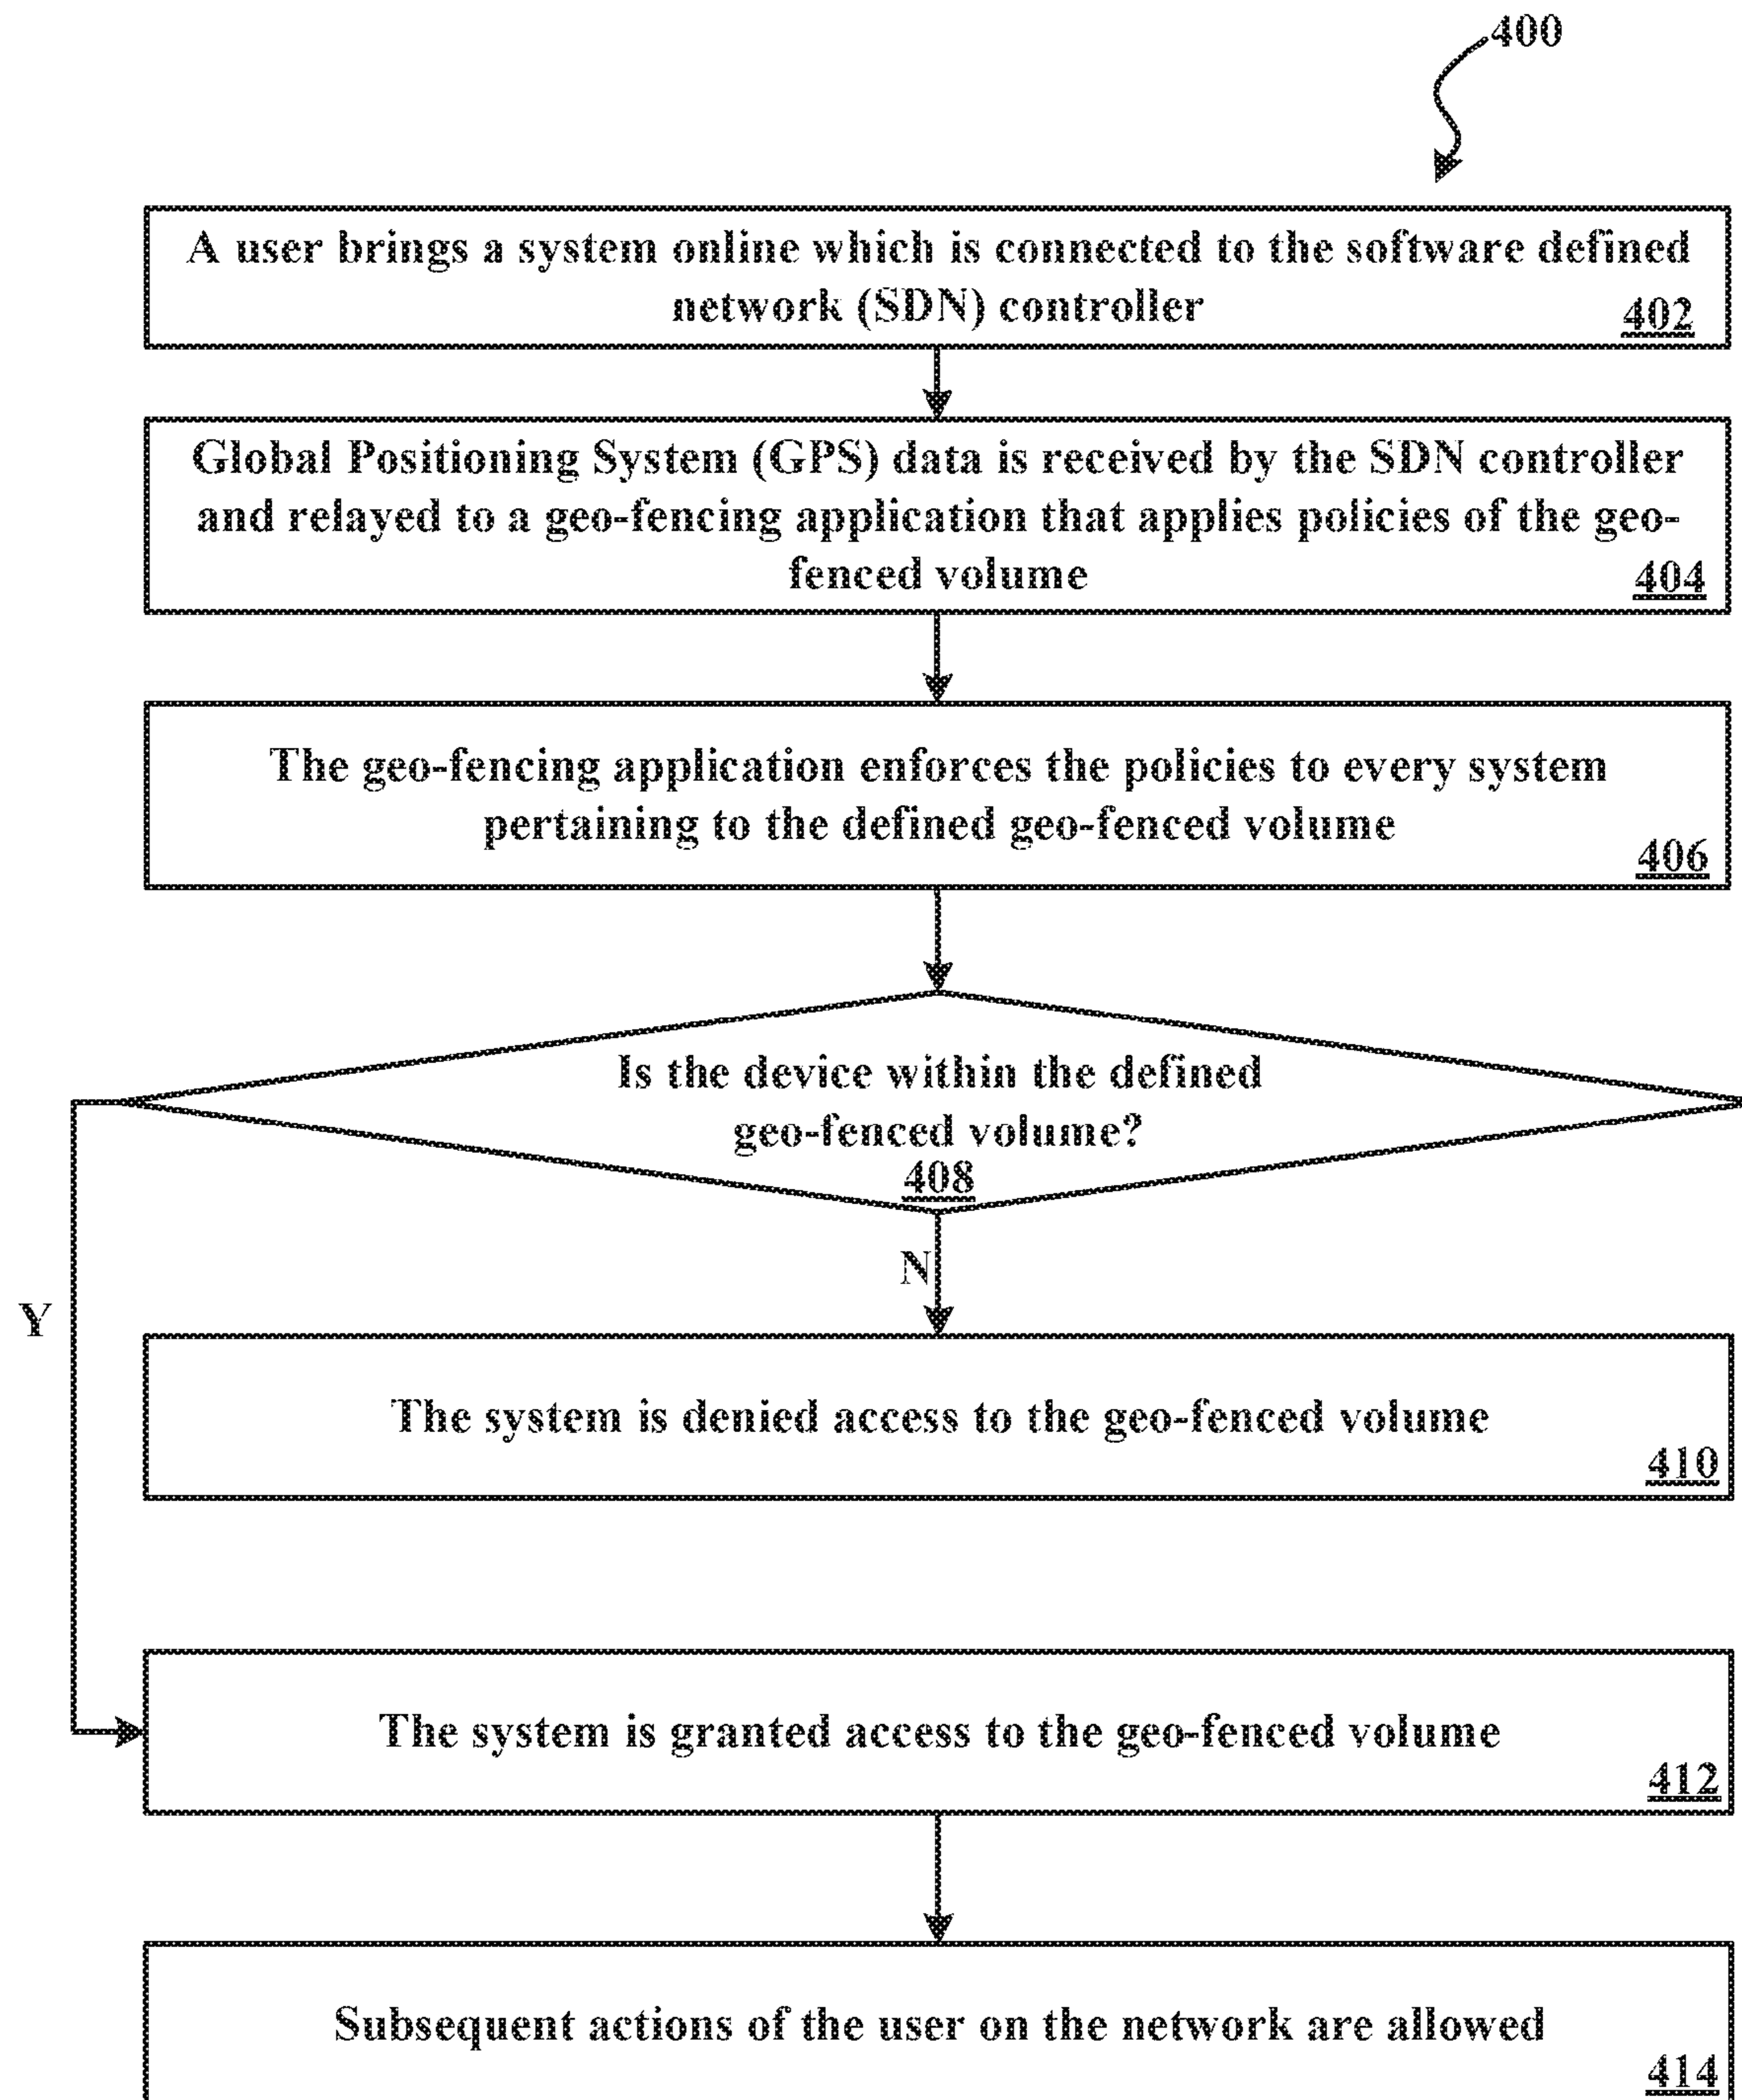 400
A user brings a system online which is connected to the software defined
network (SDN) controller
402
Global Positioning System (GPS) data is received by the SDN controller
and relayed to a geo-fencing application that applies policies of the geo-
fenced volume
404
The geo-fencing application enforces the policies to every system
pertaining to the defined geo-fenced volume
406
Is the device within the defined
geo-fenced volume?
408
N
Y
The system is denied access to the geo-fenced volume
410
The system is granted access to the geo-fenced volume
412
Subsequent actions of the user on the network are allowed
414